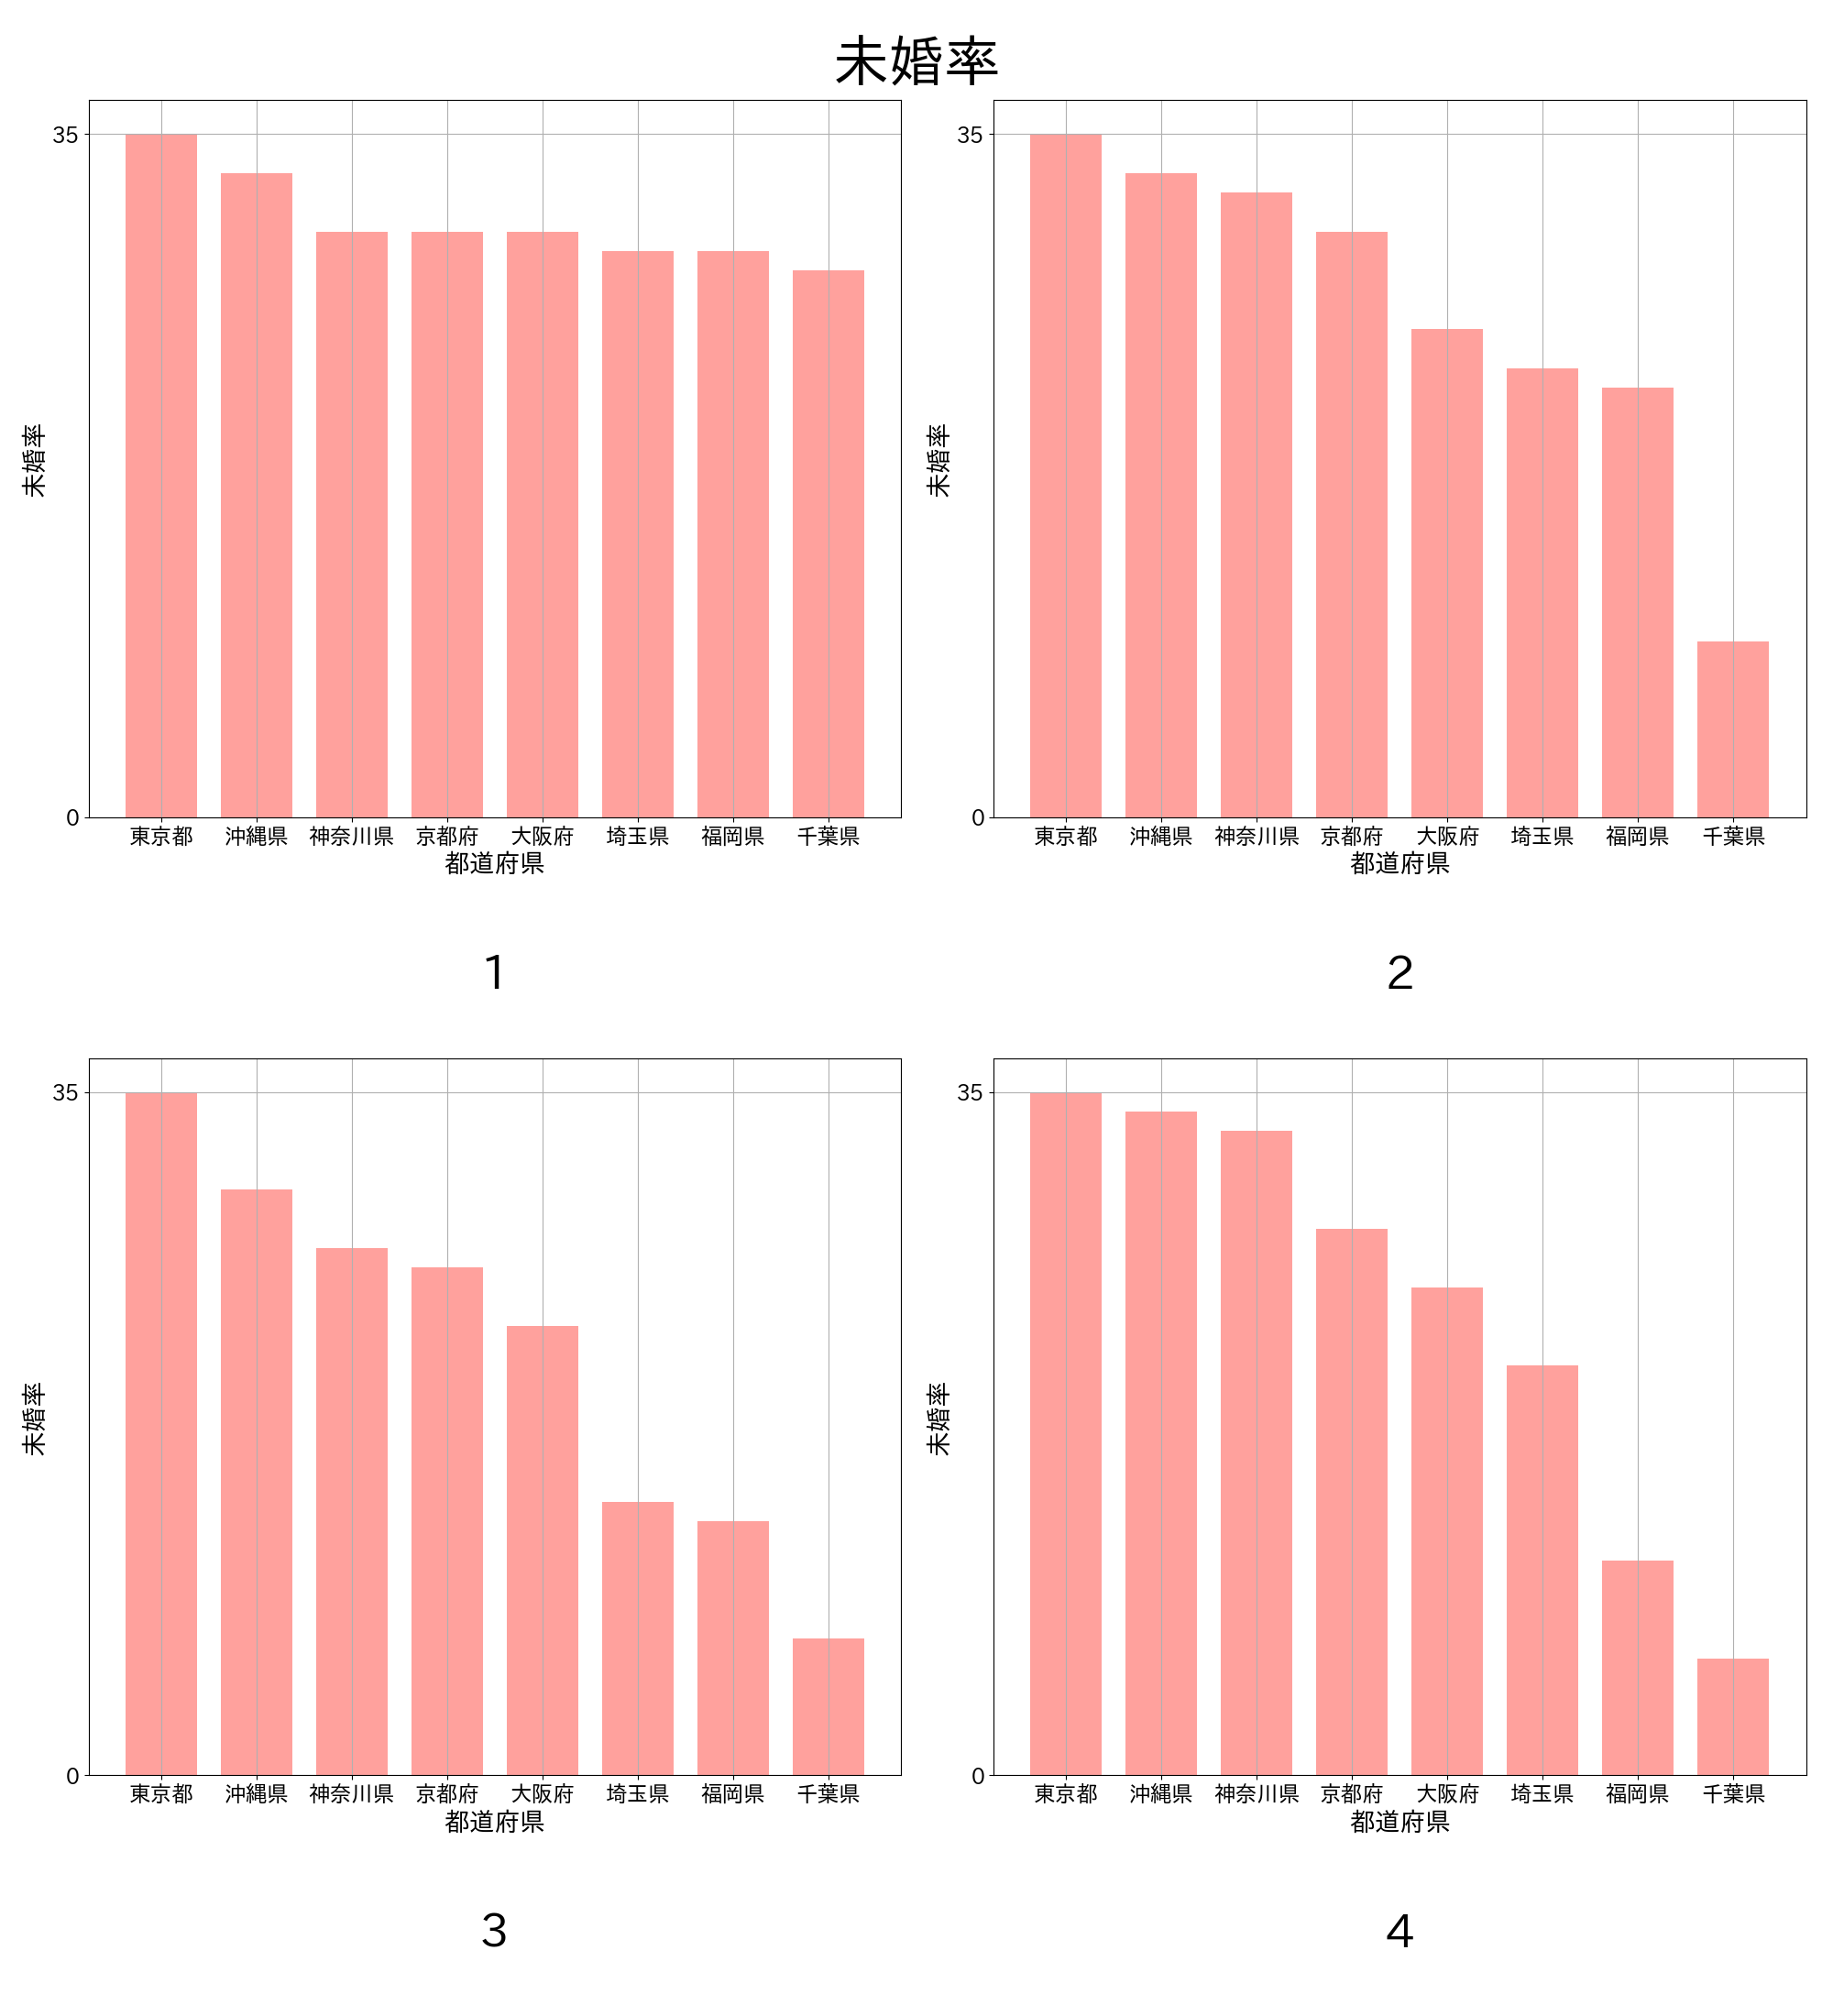 未婚率
35
0
未婚率
東京都 沖縄県 神奈川県 京都府 大阪府 埼玉県 福岡県 千葉県
都道府県
1
35
0
未婚率
東京都 沖縄県 神奈川県 京都府 大阪府 埼玉県 福岡県 千葉県
都道府県
2
35
0
未婚率
東京都 沖縄県 神奈川県 京都府 大阪府 埼玉県 福岡県 千葉県
都道府県
3
35
0
未婚率
東京都 沖縄県 神奈川県 京都府 大阪府 埼玉県 福岡県 千葉県
都道府県
4